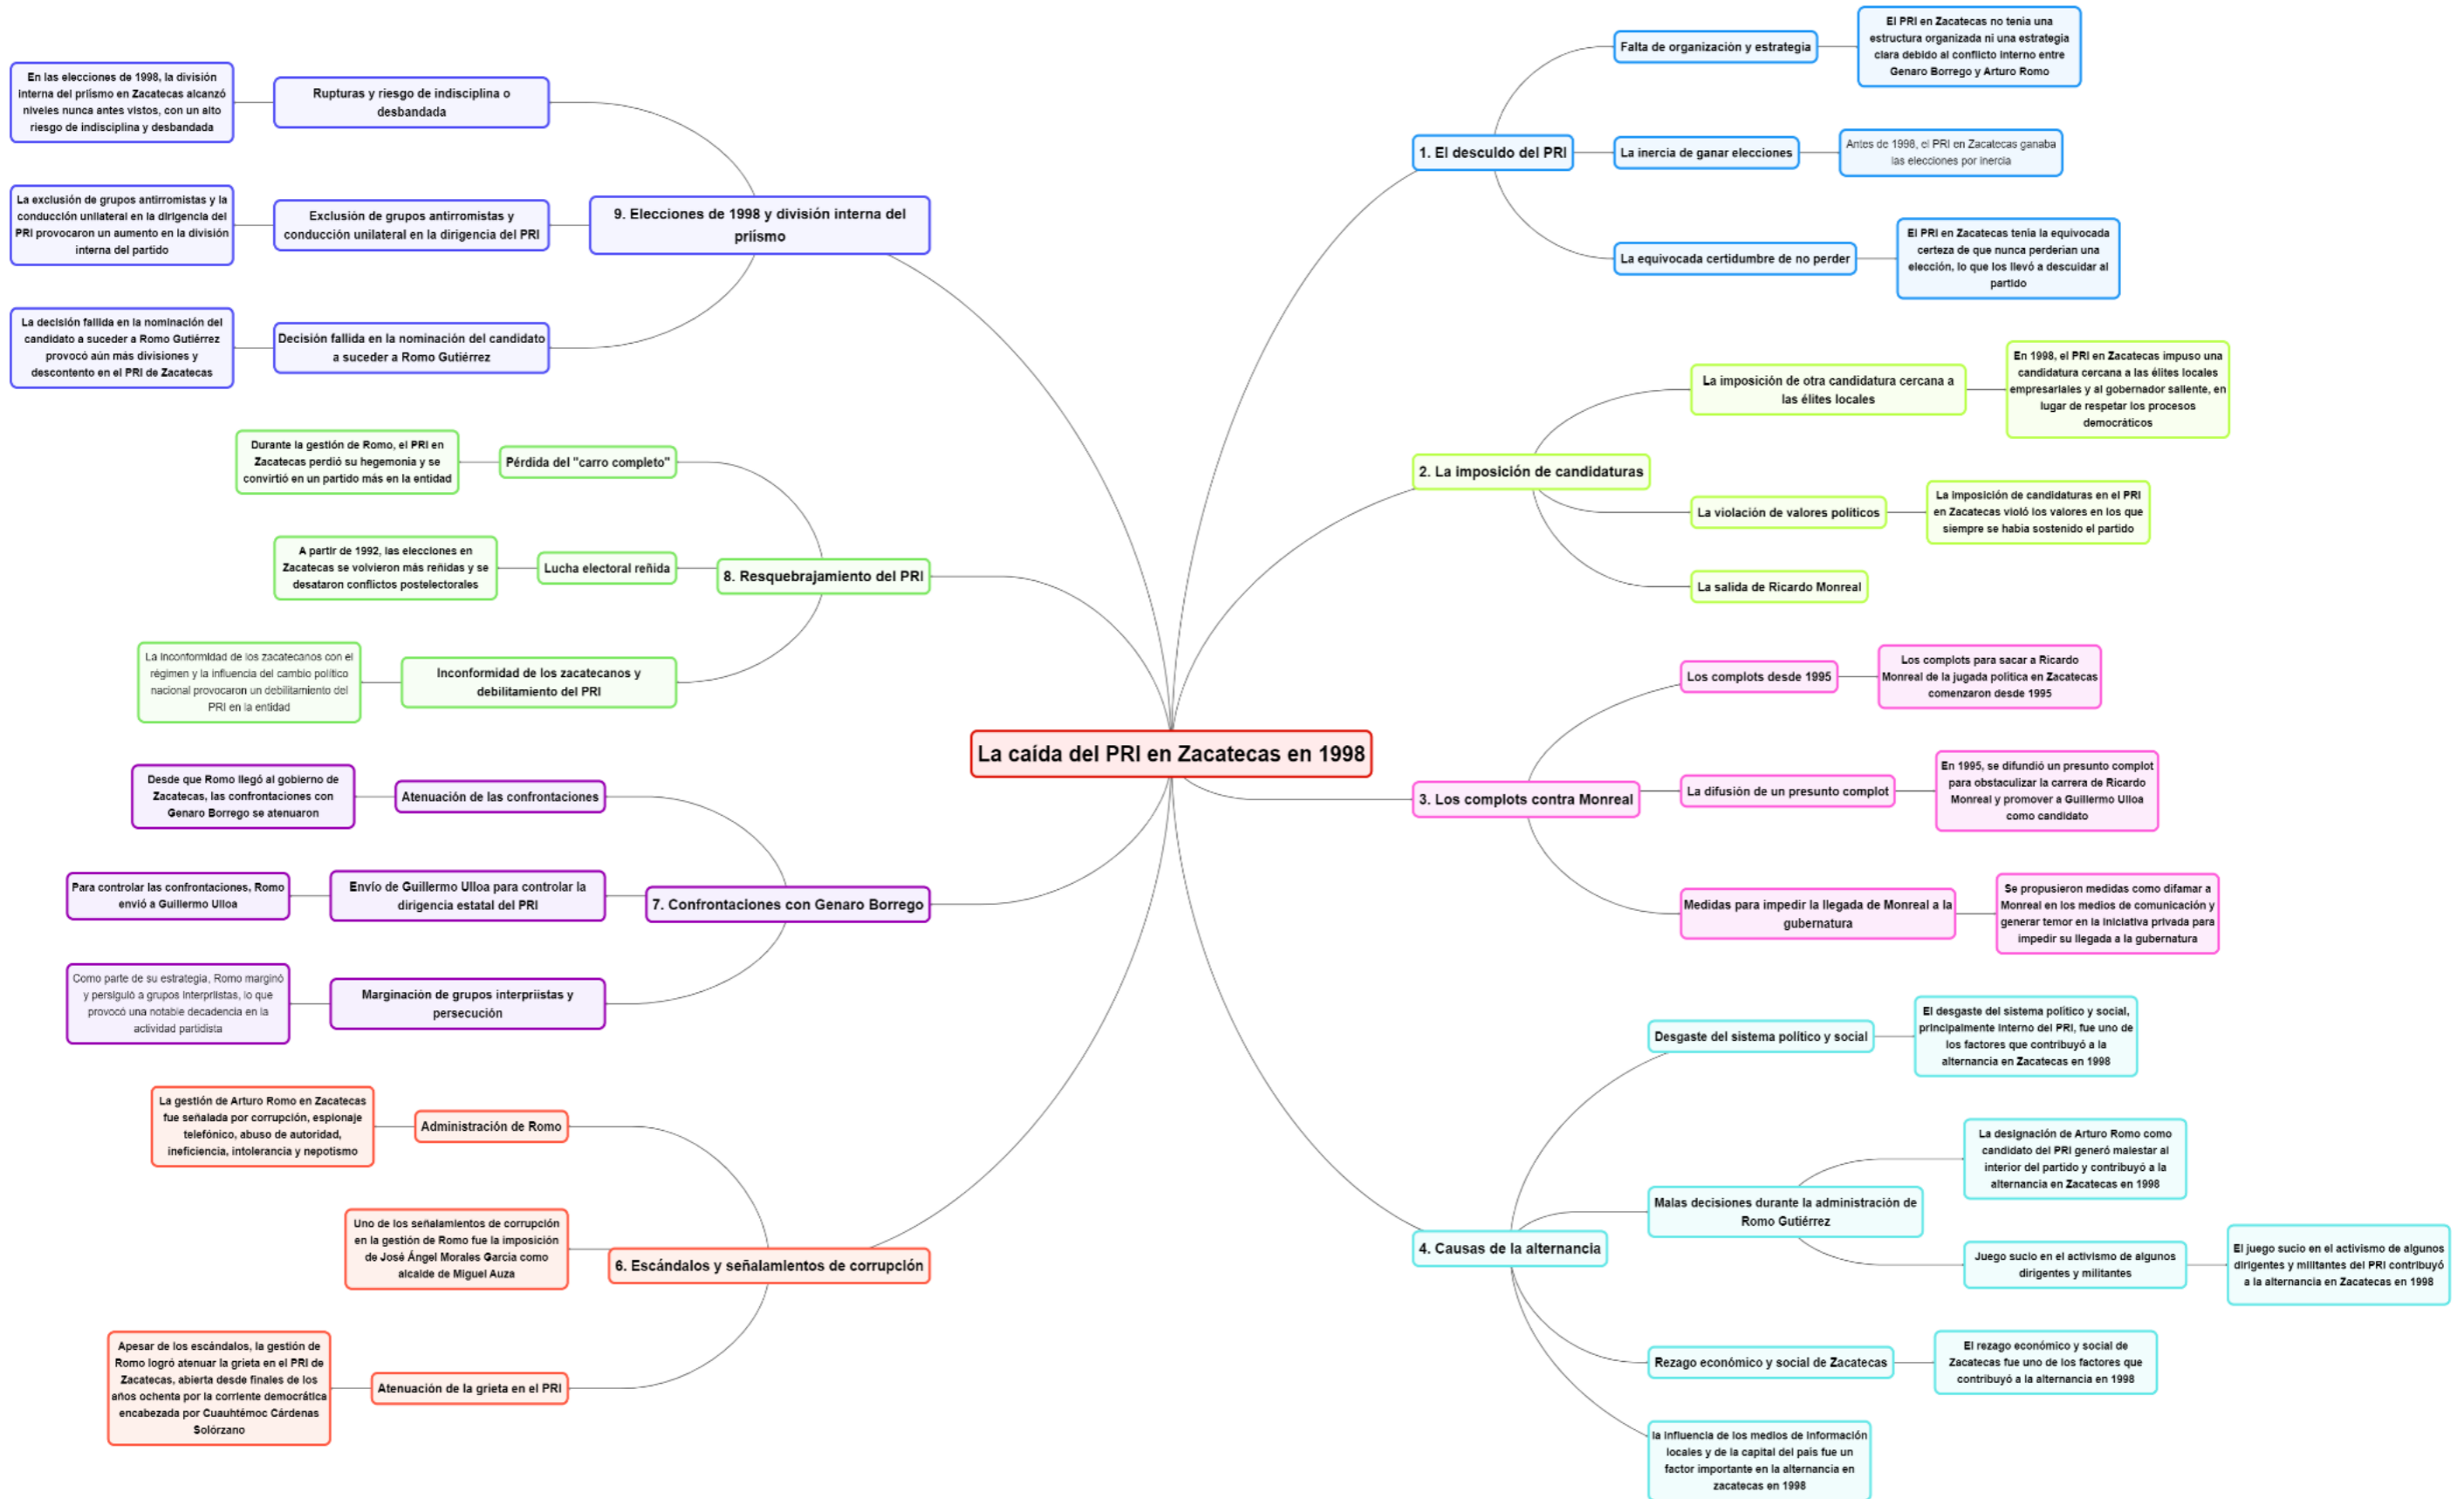 La caída del PRI en Zacatecas en 1998
1. El descuido del PRI
Falta de organización y estrategia
El PRI en Zacatecas no tenía una
estructura organizada ni una estrategia
clara debido al conflicto interno entre
Genaro Borrego y Arturo Romo
La inercia de ganar elecciones
Antes de 1998, el PRI en Zacatecas ganaba
las elecciones por inercia
La equivocada certidumbre de no perder
El PRI en Zacatecas tenía la equivocada
certeza de que nunca perderían una
elección, lo que los llevó a descuidar al
partido
2. La imposición de candidaturas
La imposición de otra candidatura cercana a
las élites locales
En 1998, el PRI en Zacatecas impuso una
candidatura cercana a las élites locales
empresariales y al gobernador saliente, en
lugar de respetar los procesos
democráticos
La violación de valores políticos
La imposición de candidaturas en el PRI
en Zacatecas violó los valores en los que
siempre se había sostenido el partido
La salida de Ricardo Monreal
3. Los complots contra Monreal
Los complots desde 1995
Los complots para sacar a Ricardo
Monreal de la jugada política en Zacatecas
comenzaron desde 1995
La difusión de un presunto complot
En 1995, se difundió un presunto complot
para obstaculizar la carrera de Ricardo
Monreal y promover a Guillermo Ulloa
como candidato
Medidas para impedir la llegada de Monreal a la
gubernatura
Se propusieron medidas como difamar a
Monreal en los medios de comunicación y
generar temor en la iniciativa privada para
impedir su llegada a la gubernatura
4. Causas de la alternancia
Desgaste del sistema político y social
El desgaste del sistema político y social,
principalmente interno del PRI, fue uno de
los factores que contribuyó a la
alternancia en Zacatecas en 1998
Malas decisiones durante la administración de
Romo Gutiérrez
La designación de Arturo Romo como
candidato del PRI generó malestar al
interior del partido y contribuyó a la
alternancia en Zacatecas en 1998
Juego sucio en el activismo de algunos
dirigentes y militantes
El juego sucio en el activismo de algunos
dirigentes y militantes del PRI contribuyó
a la alternancia en Zacatecas en 1998
Rezago económico y social de Zacatecas
El rezago económico y social de
Zacatecas fue uno de los factores que
contribuyó a la alternancia en 1998
la influencia de los medios de información
locales y de la capital del país fue un
factor importante en la alternancia en
zacatecas en 1998
6. Escándalos y señalamientos de corrupción
Administración de Romo
La gestión de Arturo Romo en Zacatecas
fue señalada por corrupción, espionaje
telefónico, abuso de autoridad,
ineficiencia, intolerancia y nepotismo
Uno de los señalamientos de corrupción
en la gestión de Romo fue la imposición
de José Ángel Morales García como
alcalde de Miguel Auza
Atenuación de la grieta en el PRI
Apesar de los escándalos, la gestión de
Romo logró atenuar la grieta en el PRI de
Zacatecas, abierta desde finales de los
años ochenta por la corriente democrática
encabezada por Cuauhtémoc Cárdenas
Solórzano
7. Confrontaciones con Genaro Borrego
Atenuación de las confrontaciones
Desde que Romo llegó al gobierno de
Zacatecas, las confrontaciones con
Genaro Borrego se atenuaron
Envío de Guillermo Ulloa para controlar la
dirigencia estatal del PRI
Para controlar las confrontaciones, Romo
envió a Guillermo Ulloa
Marginación de grupos interpriistas y
persecución
Como parte de su estrategia, Romo marginó
y persiguió a grupos interpriistas, lo que
provocó una notable decadencia en la
actividad partidista
8. Resquebrajamiento del PRI
Pérdida del "carro completo"
Durante la gestión de Romo, el PRI en
Zacatecas perdió su hegemonía y se
convirtió en un partido más en la entidad
Lucha electoral reñida
A partir de 1992, las elecciones en
Zacatecas se volvieron más reñidas y se
desataron conflictos postelectorales
Inconformidad de los zacatecanos y
debilitamiento del PRI
La inconformidad de los zacatecanos con el
régimen y la influencia del cambio político
nacional provocaron un debilitamiento del
PRI en la entidad
9. Elecciones de 1998 y división interna del
priísmo
Rupturas y riesgo de indisciplina o
desbandada
En las elecciones de 1998, la división
interna del priísmo en Zacatecas alcanzó
niveles nunca antes vistos, con un alto
riesgo de indisciplina y desbandada
Exclusión de grupos antirromistas y
conducción unilateral en la dirigencia del PRI
La exclusión de grupos antirromistas y la
conducción unilateral en la dirigencia del
PRI provocaron un aumento en la división
interna del partido
Decisión fallida en la nominación del candidato
a suceder a Romo Gutiérrez
La decisión fallida en la nominación del
candidato a suceder a Romo Gutiérrez
provocó aún más divisiones y
descontento en el PRI de Zacatecas